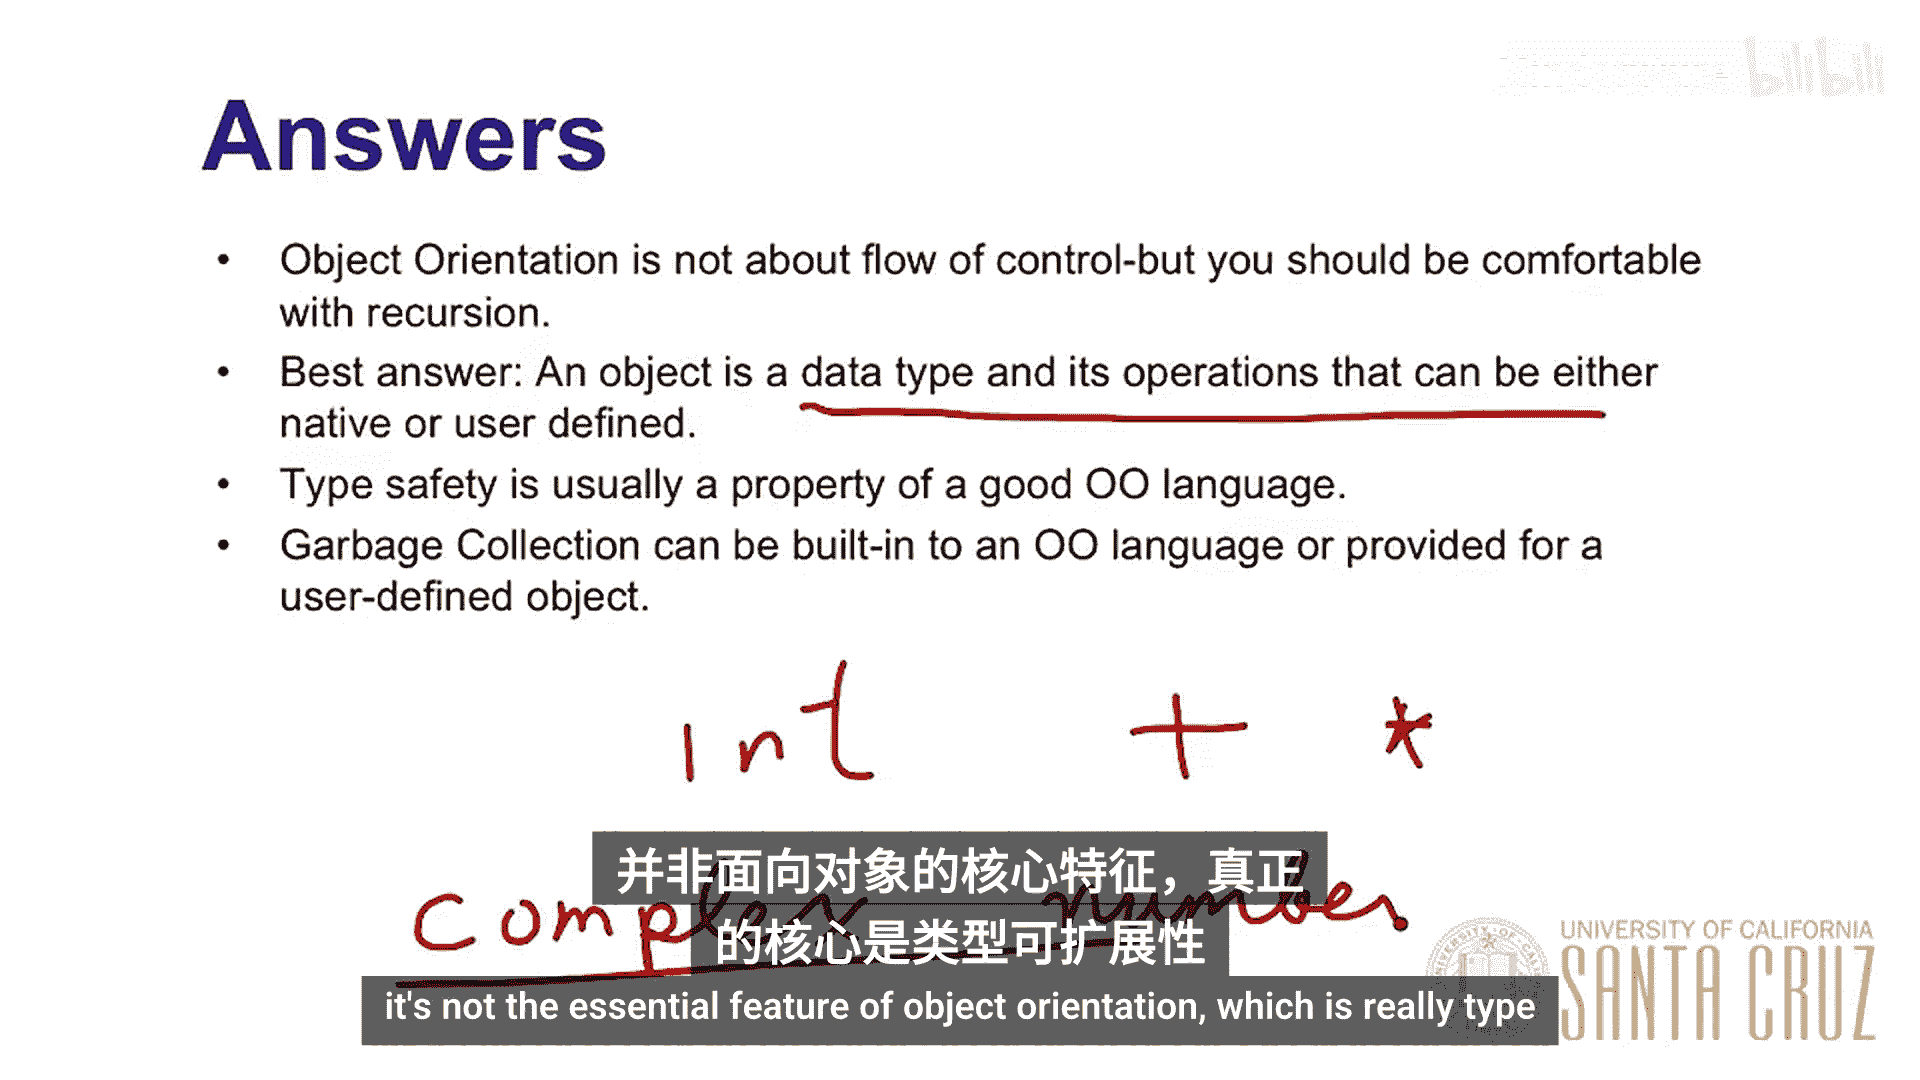 bilibili
Answers
• Object Orientation is not about flow of control-but you should be comfortable
with recursion.
• Best answer: An object is a data type and its operations that can be either
native or user defined.
• Type safety is usually a property of a good OO language.
• Garbage Collection can be built-in to an OO language or provided for a
user-defined object.
int + *
complex number
并非面向对象的核心特征，真正
的核心是类型可扩展性
it's not the essential feature of object orientation, which is really type
UNIVERSITY OF CALIFORNIA
SANTA CRUZ